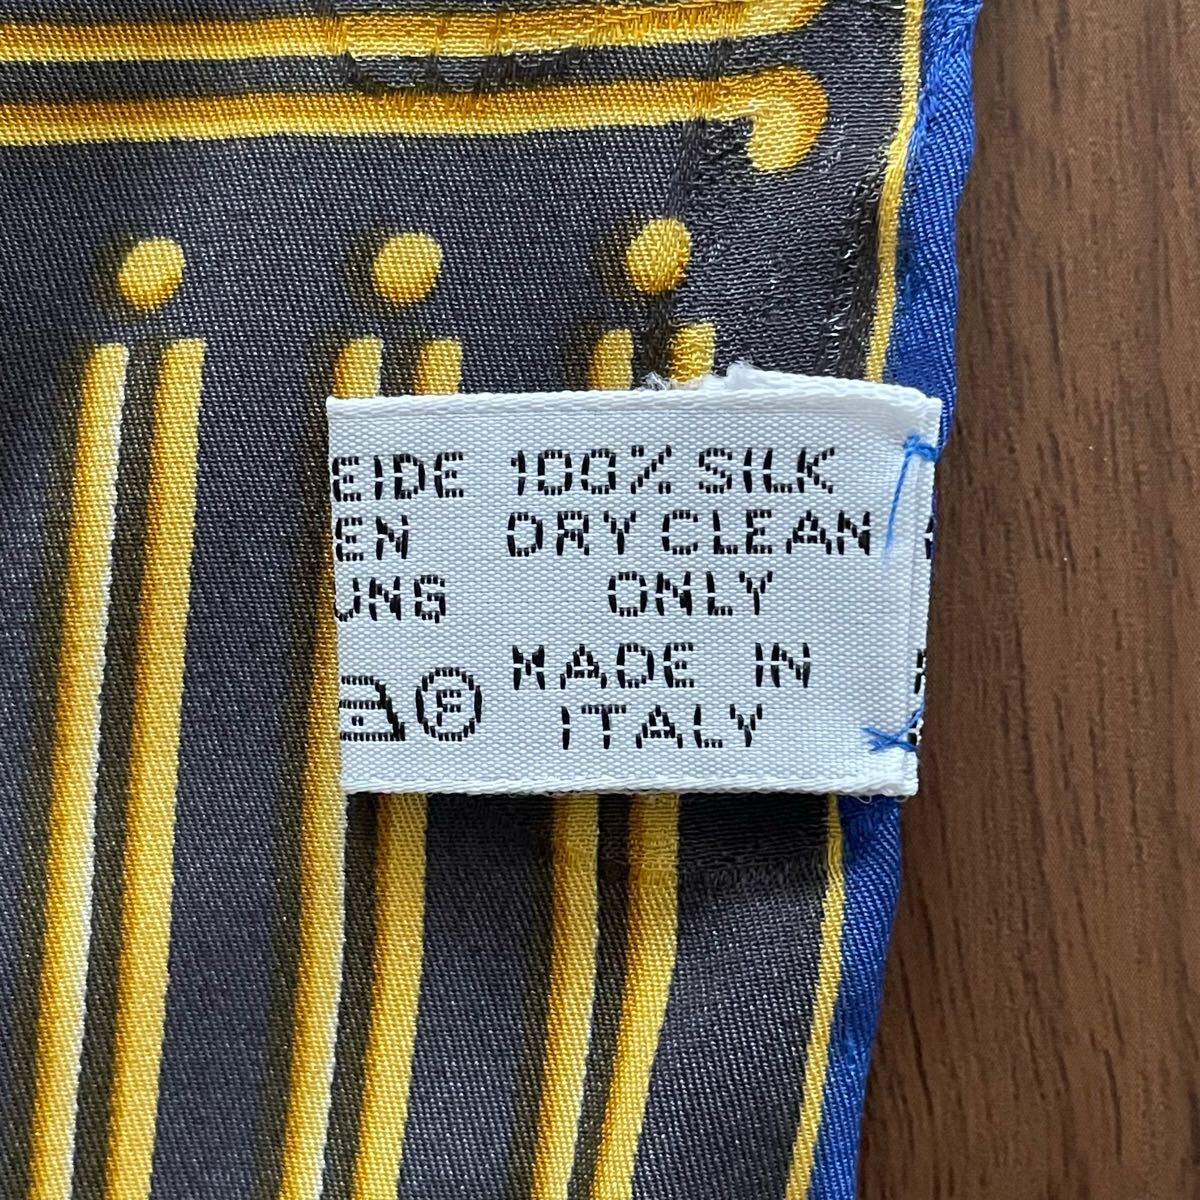 EIDE 100% SILK
EN DRY CLEAN
UNG ONLY
MADE IN
F ITALY